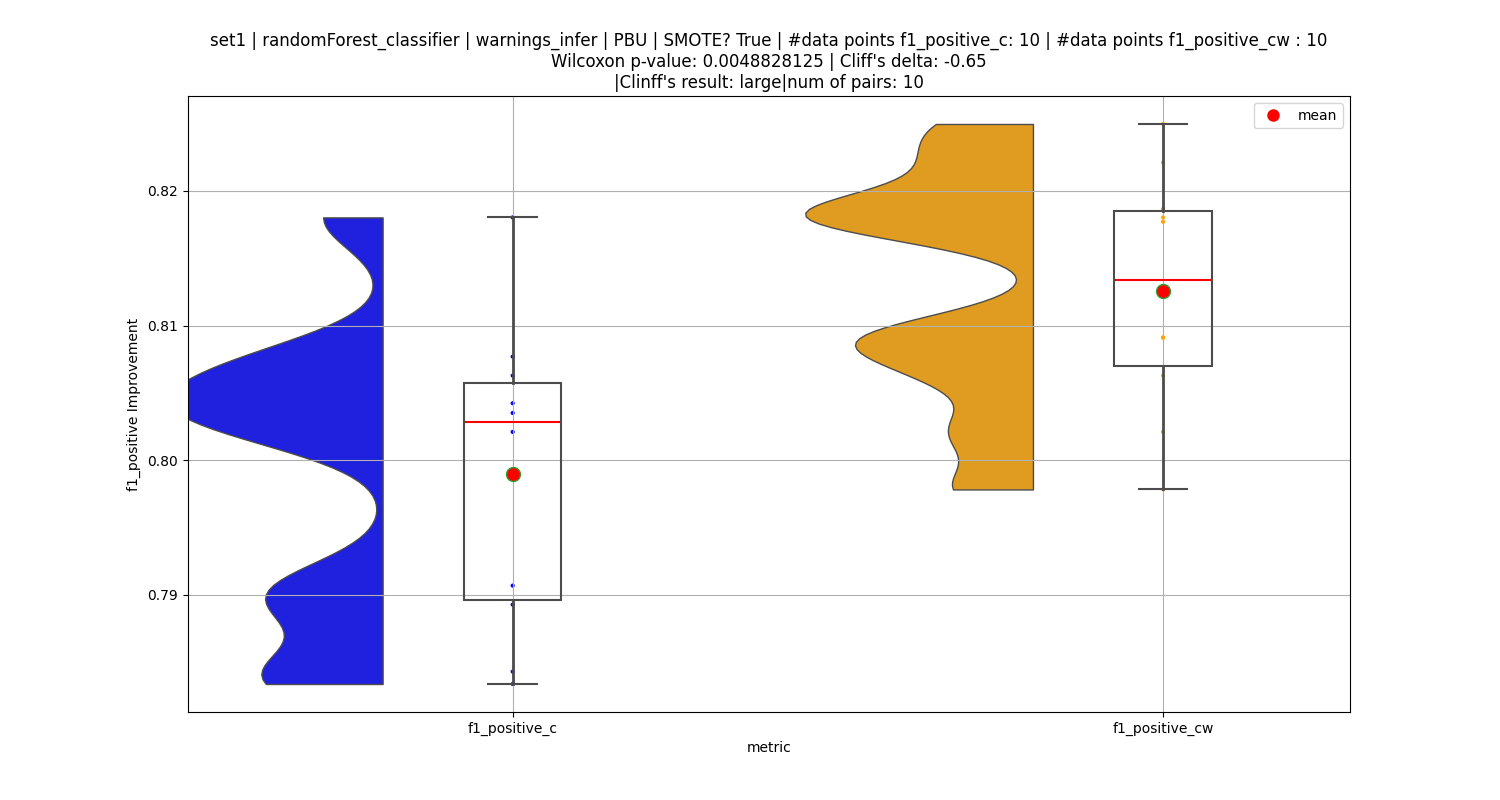 set1 | randomForest_classifier | warnings_infer | PBU | SMOTE? True | #data points f1_positive_c: 10 | #data points f1_positive_cw : 10
Wilcoxon p-value: 0.0048828125 | Cliff's delta: -0.65
|Clinff's result: large|num of pairs: 10
mean
0.82
0.81
0.80
0.79
f1_positive Improvement
f1_positive_c
f1_positive_cw
metric